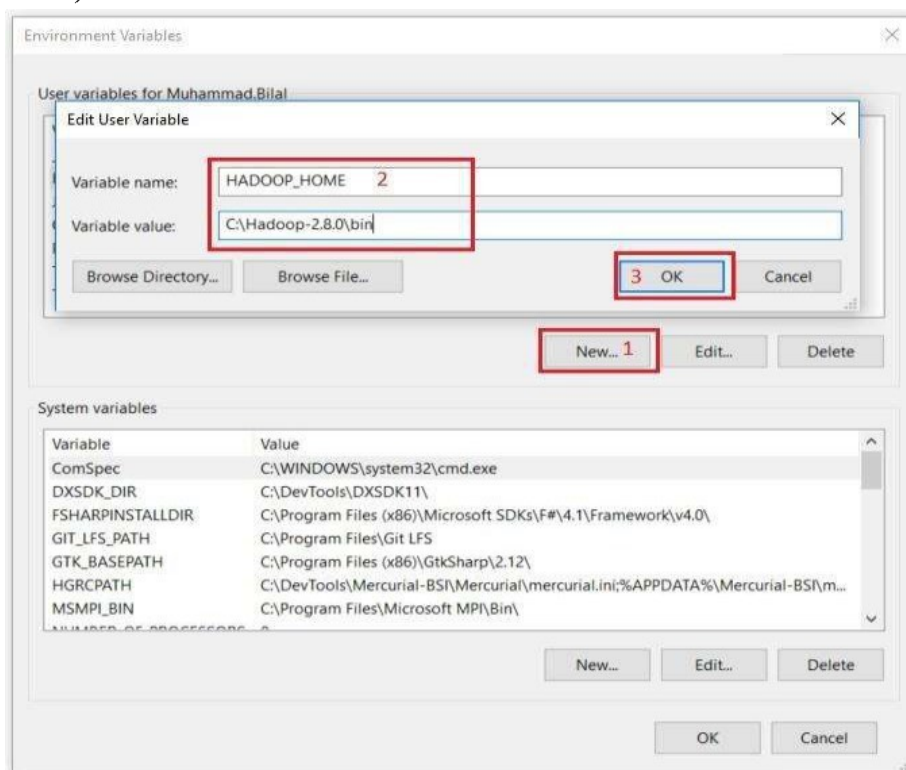 Environment Variables
User variables for Muhammad.Bilal
Edit User Variable
Variable name: HADOOP_HOME 2
Variable value: C:\Hadoop-2.8.0\bin
Browse Directory... Browse File... 3 OK Cancel
New... 1 Edit... Delete
System variables
Variable Value
ComSpec C:\WINDOWS\system32\cmd.exe
DXSDK_DIR C:\DevTools\DXSDK11\
FSHARPINSTALLDIR C:\Program Files (x86)\Microsoft SDKs\F#\4.1\Framework\v4.0\
GIT_LFS_PATH C:\Program Files\Git LFS
GTK_BASEPATH C:\Program Files (x86)\GtkSharp\2.12\
HGRCPATH C:\DevTools\Mercurial-BSI\Mercurial\mercurial.ini;%APPDATA%\Mercurial-BSI\m...
MSMPI_BIN C:\Program Files\Microsoft MPI\Bin\
New... Edit... Delete
OK Cancel